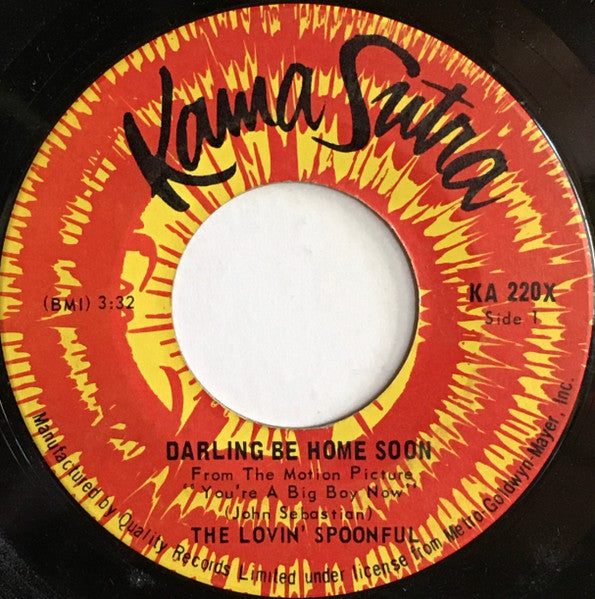 Kama Sutra
(BMI) 3:32
KA 220X
Side 1
DARLING BE HOME SOON
From The Motion Picture
"You're A Big Boy Now"
(John Sebastian)
THE LOVIN' SPOONFUL
Manufactured by Quality Records Limited under license from Metro-Goldwyn-Mayer, Inc.